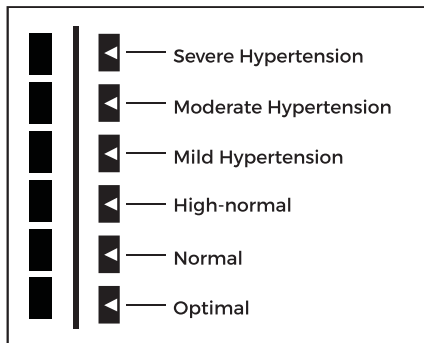 Severe Hypertension
Moderate Hypertension
Mild Hypertension
High-normal
Normal
Optimal